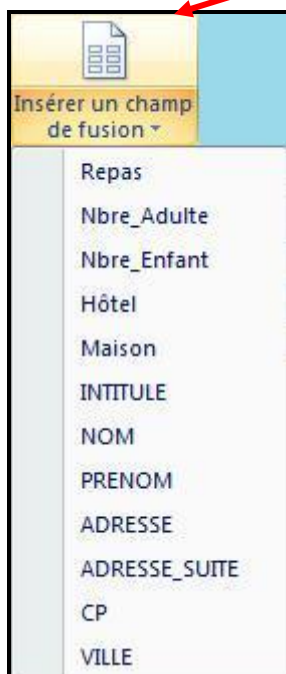 Insérer un champ
de fusion
Repas
Nbre_Adulte
Nbre_Enfant
Hôtel
Maison
INTITULE
NOM
PRENOM
ADRESSE
ADRESSE_SUITE
CP
VILLE